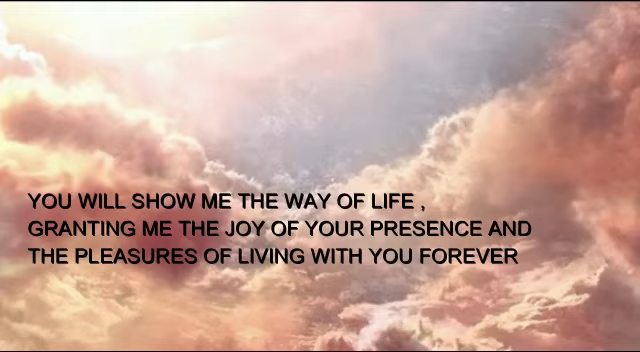 YOU WILL SHOW ME THE WAY OF LIFE ,
GRANTING ME THE JOY OF YOUR PRESENCE AND
THE PLEASURES OF LIVING WITH YOU FOREVER